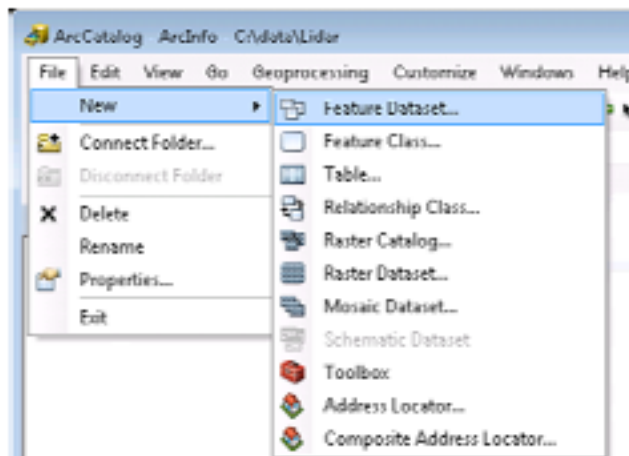 ArcCatalog ArcInfo C:\data\Lidar
File Edit View Go Geoprocessing Customize Windows Help
New
Connect Folder...
Disconnect Folder
Delete
Rename
Properties...
Exit
Feature Dataset...
Feature Class...
Table...
Relationship Class...
Raster Catalog...
Raster Dataset...
Mosaic Dataset...
Schematic Dataset
Toolbox
Address Locator...
Composite Address Locator...